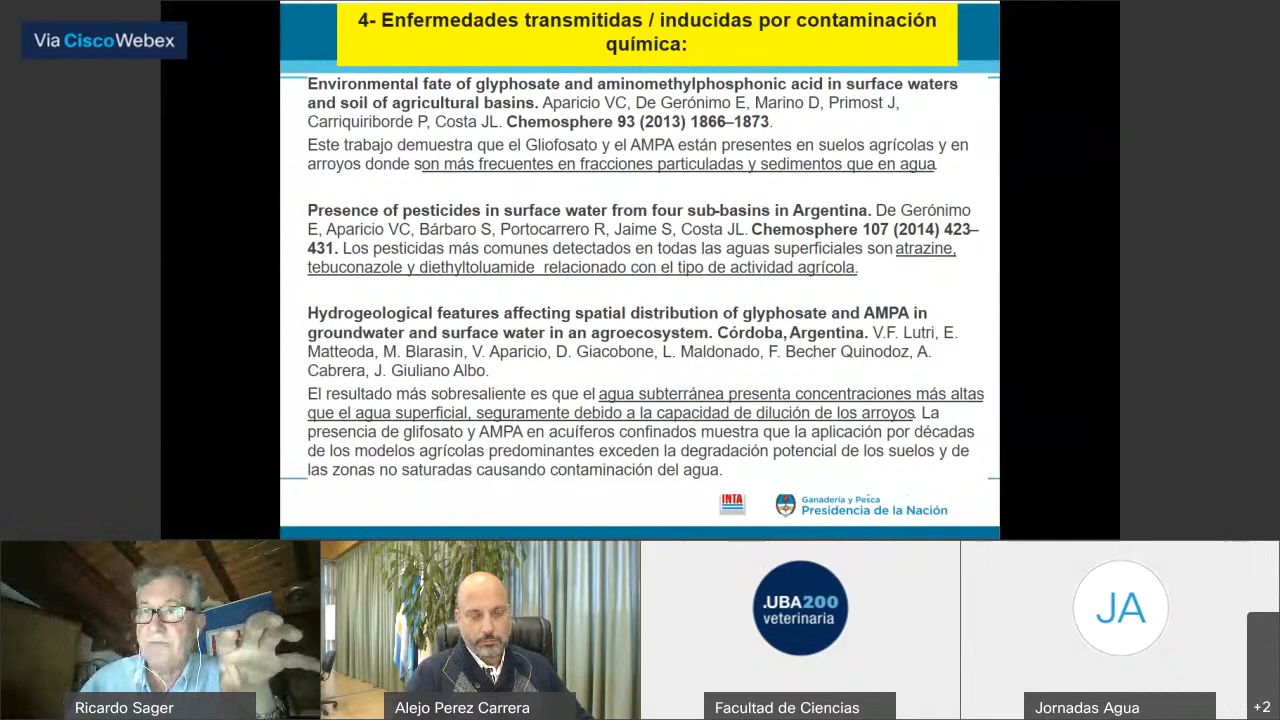 Via Cisco Webex
4- Enfermedades transmitidas / inducidas por contaminación
química:
Environmental fate of glyphosate and aminomethylphosphonic acid in surface waters
and soil of agricultural basins. Aparicio VC, De Gerónimo E, Marino D, Primost J,
Carriquiriborde P, Costa JL. Chemosphere 93 (2013) 1866–1873.
Este trabajo demuestra que el Gliofosato y el AMPA están presentes en suelos agrícolas y en
arroyos donde son más frecuentes en fracciones particuladas y sedimentos que en agua.
Presence of pesticides in surface water from four sub-basins in Argentina. De Gerónimo
E, Aparicio VC, Bárbaro S, Portocarrero R, Jaime S, Costa JL. Chemosphere 107 (2014) 423–
431. Los pesticidas más comunes detectados en todas las aguas superficiales son atrazine,
tebuconazole y diethyltoluamide relacionado con el tipo de actividad agrícola.
Hydrogeological features affecting spatial distribution of glyphosate and AMPA in
groundwater and surface water in an agroecosystem. Córdoba, Argentina. V.F. Lutri, E.
Matteoda, M. Blarasin, V. Aparicio, D. Giacobone, L. Maldonado, F. Becher Quinodoz, A.
Cabrera, J. Giuliano Albo.
El resultado más sobresaliente es que el agua subterránea presenta concentraciones más altas
que el agua superficial, seguramente debido a la capacidad de dilución de los arroyos. La
presencia de glifosato y AMPA en acuíferos confinados muestra que la aplicación por décadas
de los modelos agrícolas predominantes exceden la degradación potencial de los suelos y de
las zonas no saturadas causando contaminación del agua.
INTA
Ganadería y Pesca
Presidencia de la Nación
.UBA200
veterinaria
JA
Ricardo Sager
Alejo Perez Carrera
Facultad de Ciencias
Jornadas Agua
+2